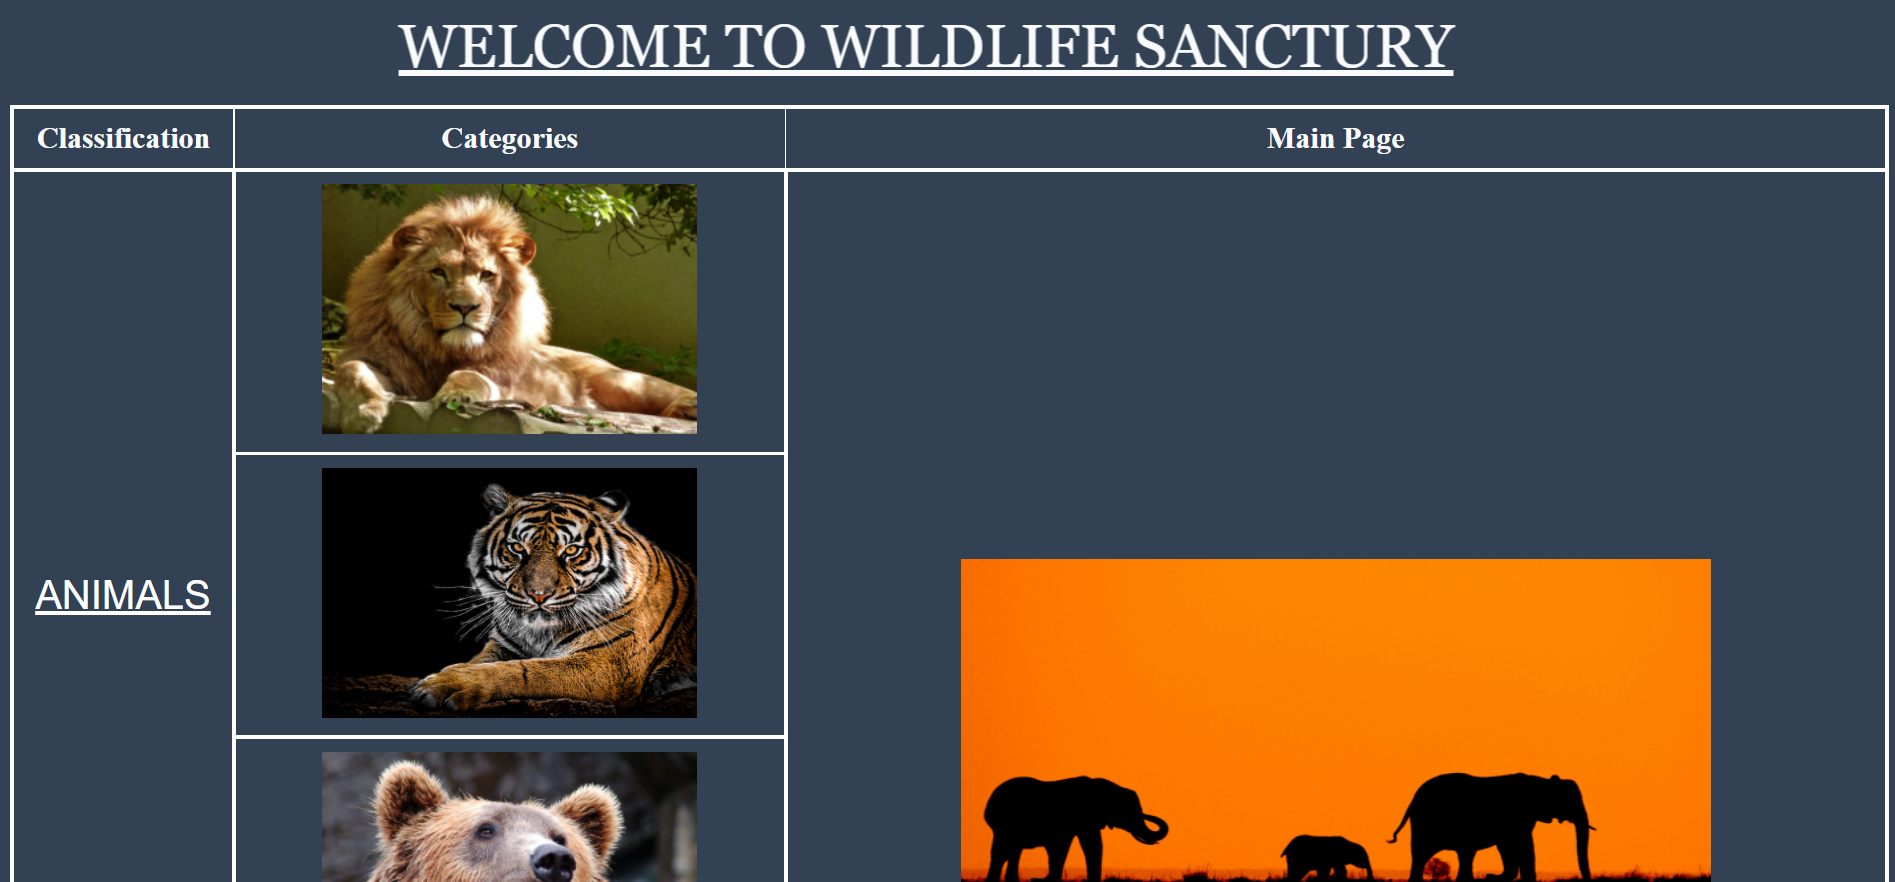 WELCOME TO WILDLIFE SANCTURY
Classification
Categories
Main Page
ANIMALS